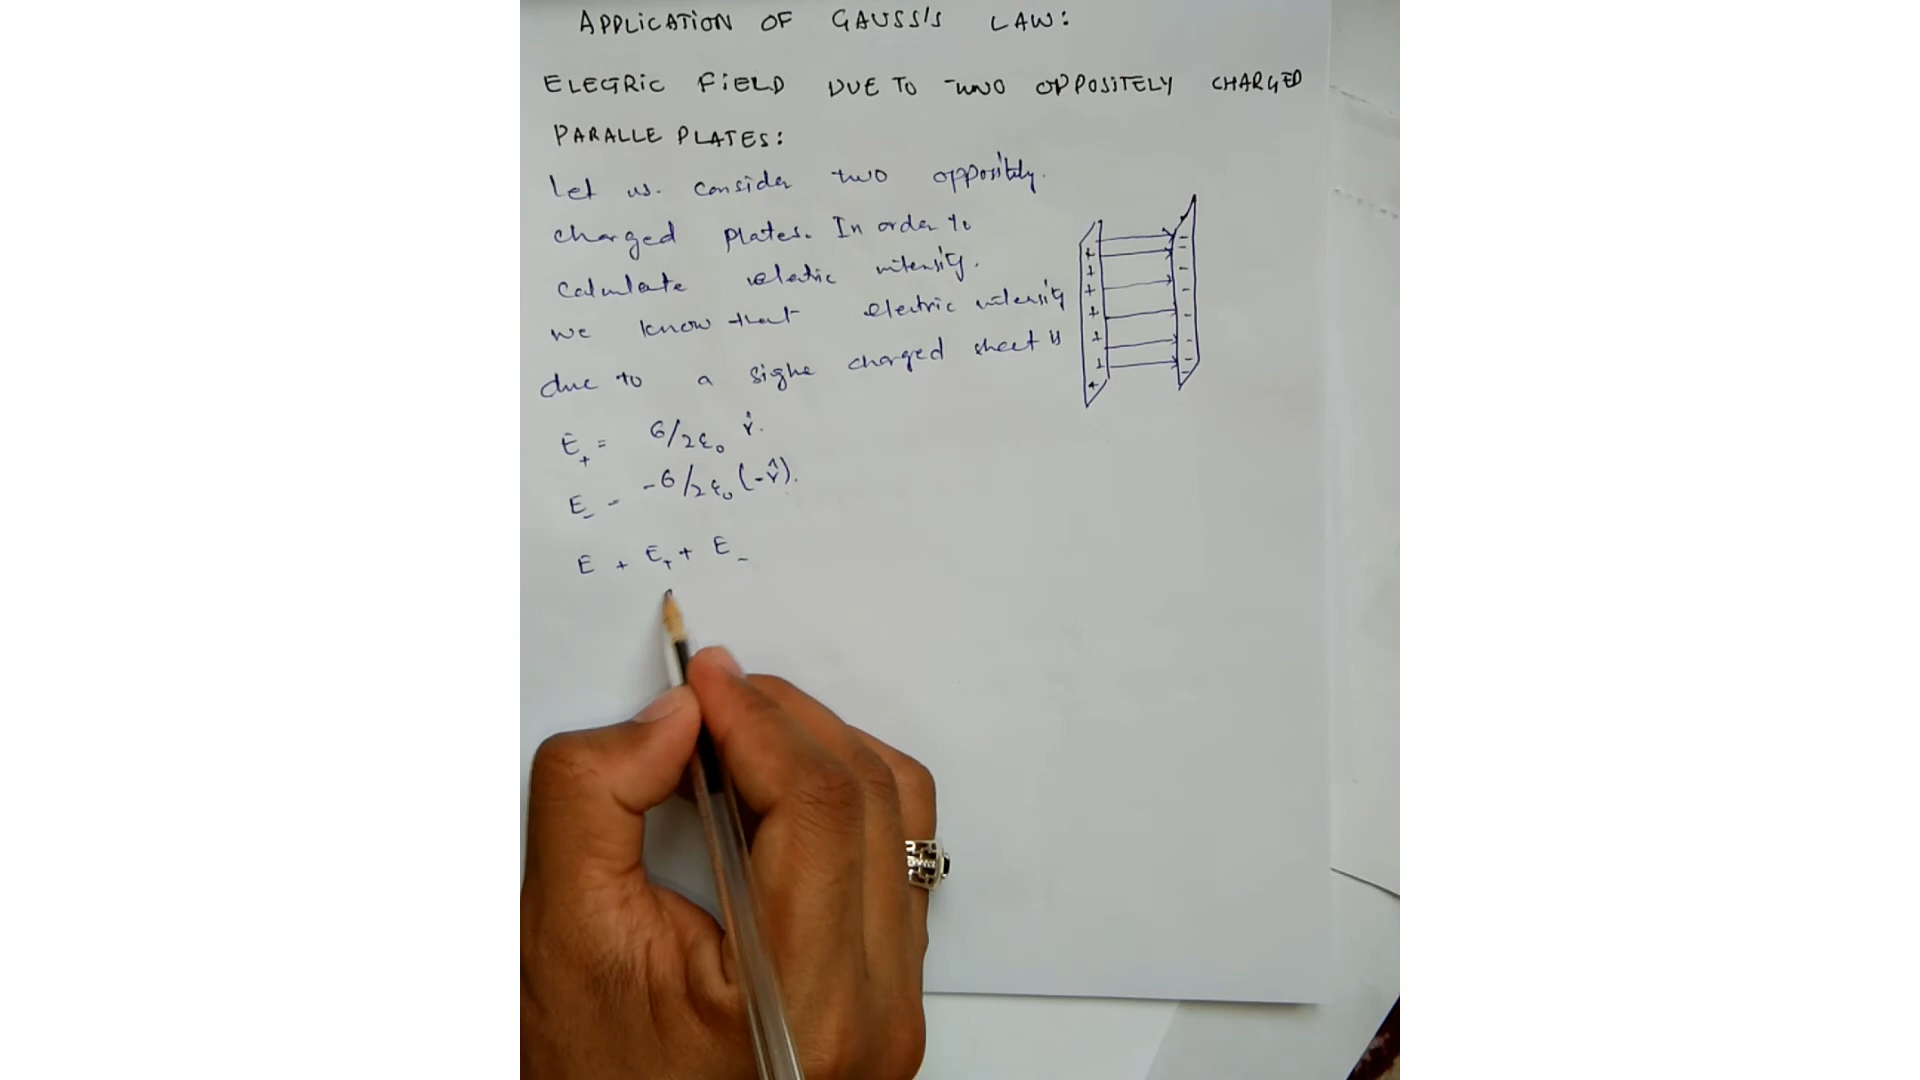 APPLICATION OF GAUSS'S LAW:
ELECTRIC FIELD DUE TO TWO OPPOSITELY CHARGED
PARALLE PLATES:
Let us consider two oppositely
charged plates. In order to
calculate electric intensity.
we know that electric intensity
due to a single charged sheet is
E₊ = σ/2ε₀ r̂.
E₋ = -σ/2ε₀ (-r̂).
E + E₊ + E₋